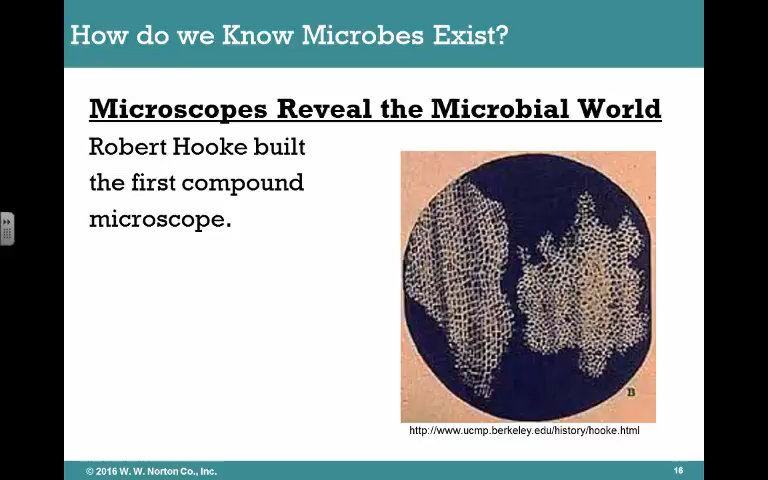 How do we Know Microbes Exist?
Microscopes Reveal the Microbial World
Robert Hooke built
the first compound
microscope.
B
http://www.ucmp.berkeley.edu/history/hooke.html
© 2016 W. W. Norton Co., Inc.
16